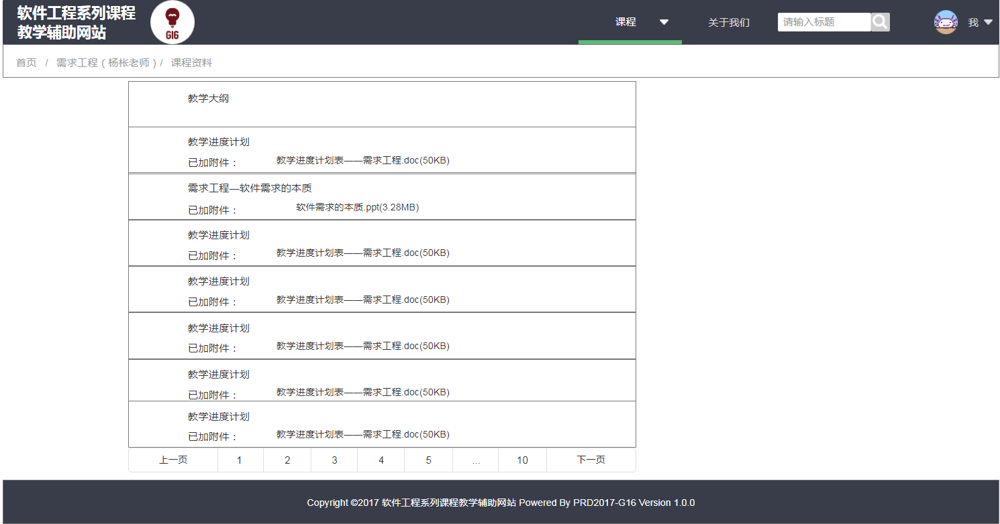 软件工程系列课程
教学辅助网站
G16
课程
关于我们
请输入标题
我
首页 / 需求工程（杨枨老师）/ 课程资料
教学大纲
教学进度计划
已加附件： 教学进度计划表——需求工程.doc(50KB)
需求工程—软件需求的本质
已加附件： 软件需求的本质.ppt(3.28MB)
教学进度计划
已加附件： 教学进度计划表——需求工程.doc(50KB)
教学进度计划
已加附件： 教学进度计划表——需求工程.doc(50KB)
教学进度计划
已加附件： 教学进度计划表——需求工程.doc(50KB)
教学进度计划
已加附件： 教学进度计划表——需求工程.doc(50KB)
教学进度计划
已加附件： 教学进度计划表——需求工程.doc(50KB)
上一页 1 2 3 4 5 ... 10 下一页
Copyright ©2017 软件工程系列课程教学辅助网站 Powered By PRD2017-G16 Version 1.0.0